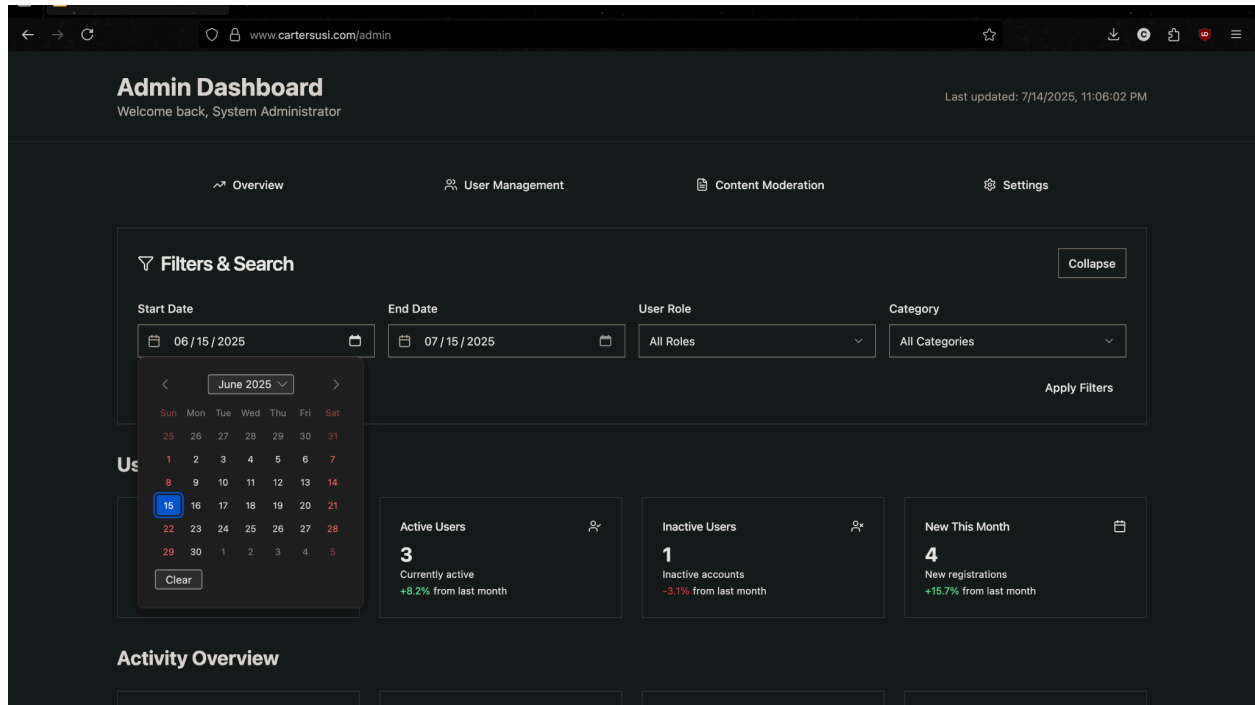 www.cartersusi.com/admin
Admin Dashboard
Welcome back, System Administrator
Last updated: 7/14/2025, 11:06:02 PM
Overview
User Management
Content Moderation
Settings
Filters & Search
Collapse
Start Date
End Date
User Role
Category
06/15/2025
07/15/2025
All Roles
All Categories
June 2025
Apply Filters
Sun Mon Tue Wed Thu Fri Sat
25 26 27 28 29 30 31
1 2 3 4 5 6 7
8 9 10 11 12 13 14
15 16 17 18 19 20 21
22 23 24 25 26 27 28
29 30 1 2 3 4 5
Clear
Us
Active Users
3
Currently active
+8.2% from last month
Inactive Users
1
Inactive accounts
-3.1% from last month
New This Month
4
New registrations
+15.7% from last month
Activity Overview